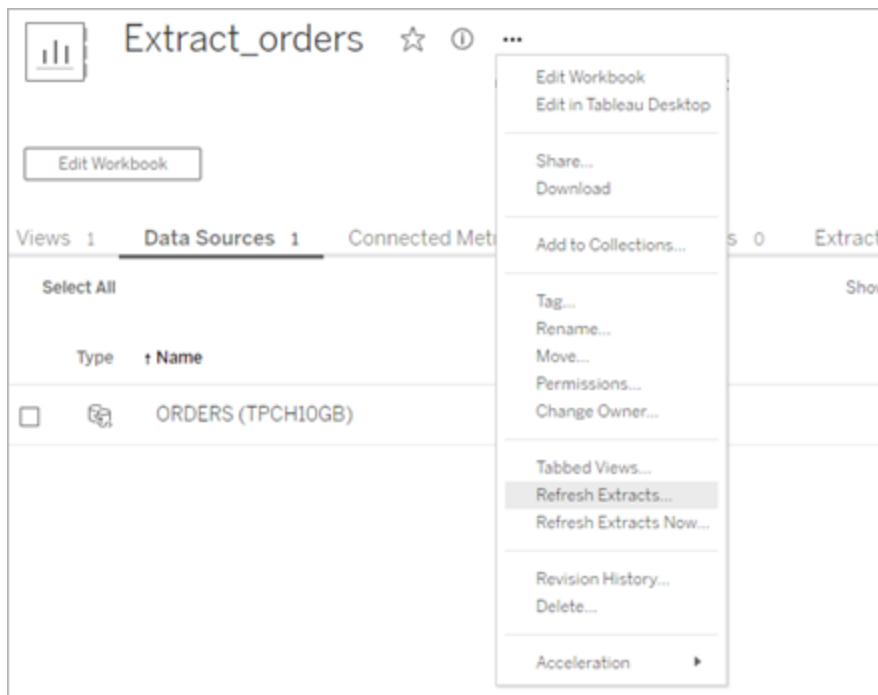 Extract_orders
Edit Workbook
Edit in Tableau Desktop
Share...
Download
Add to Collections...
Tag...
Rename...
Move...
Permissions...
Change Owner...
Tabbed Views...
Refresh Extracts...
Refresh Extracts Now...
Revision History...
Delete...
Acceleration
Edit Workbook
Views 1 Data Sources 1 Connected 0
Select All
Type ↑ Name
ORDERS (TPCH10GB)